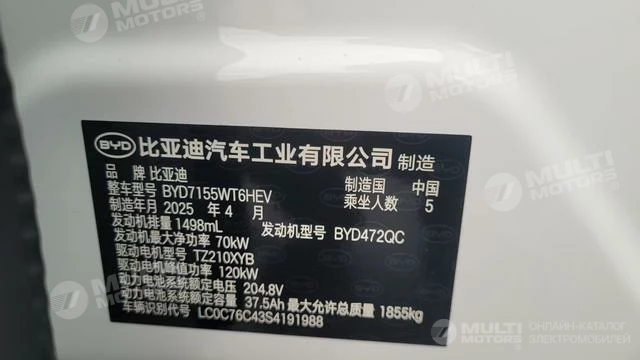 MULTI MOTORS
MULTI MOTORS
BYD 比亚迪汽车工业有限公司 制造
品 牌 比亚迪
制造国 中国
整车型号 BYD7155WT6HEV
乘坐人数 5
制造年月 2025 年 4 月
发动机排量 1498mL
发动机型号 BYD472QC
发动机最大净功率 70kW
驱动电机型号 TZ210XYB
驱动电机峰值功率 120kW
动力电池系统额定电压 204.8V
动力电池系统额定容量 37.5Ah 最大允许总质量 1855kg
车辆识别代号 LC0C76C43S4191988
MULTI MOTORS
ОНЛАЙН-КАТАЛОГ
ЭЛЕКТРОМОБИЛЕЙ